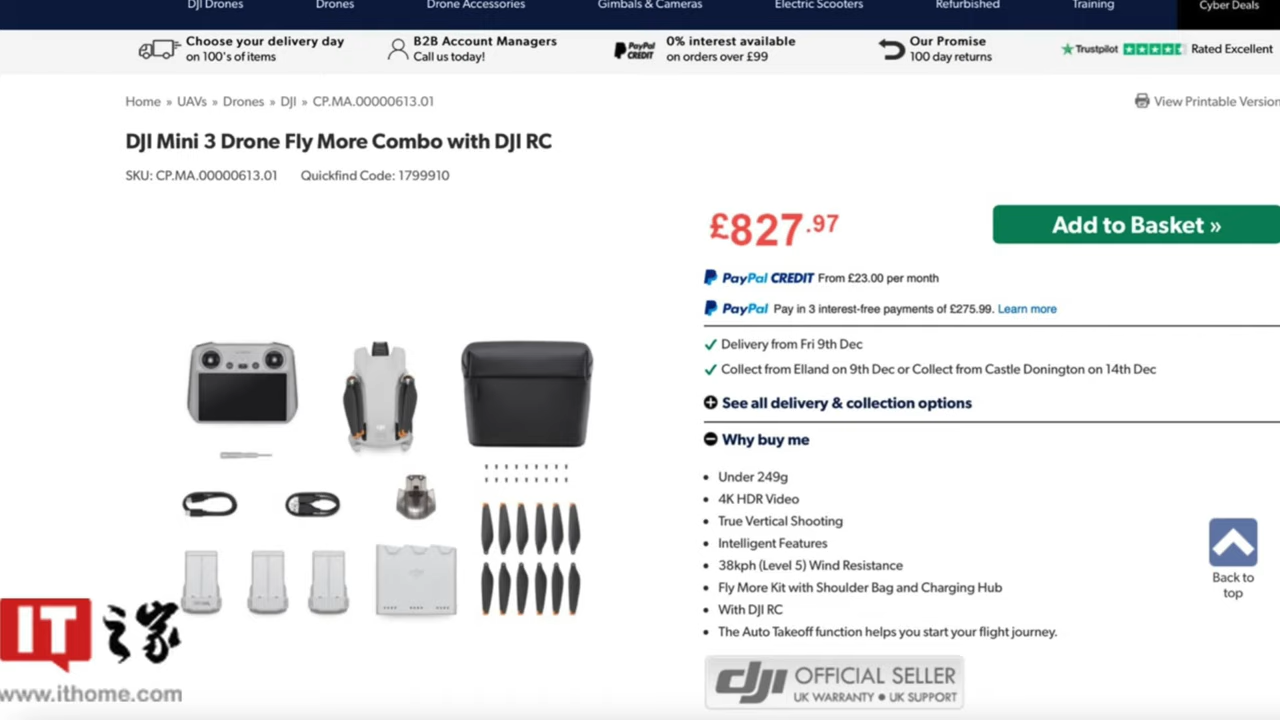 DJI Drones
Drones
Drone Accessories
Gimbals & Cameras
Electric Scooters
Refurbished
Training
Cyber Deals
Choose your delivery day
on 100's of items
B2B Account Managers
Call us today!
PayPal
CREDIT
0% interest available
on orders over £99
Our Promise
100 day returns
Trustpilot
Rated Excellent
Home » UAVs » Drones » DJI » CP.MA.00000613.01
View Printable Version
DJI Mini 3 Drone Fly More Combo with DJI RC
SKU: CP.MA.00000613.01 Quickfind Code: 1799910
£827.97
Add to Basket »
PayPal CREDIT From £23.00 per month
PayPal Pay in 3 interest-free payments of £275.99. Learn more
Delivery from Fri 9th Dec
Collect from Elland on 9th Dec or Collect from Castle Donington on 14th Dec
See all delivery & collection options
Why buy me
• Under 249g
• 4K HDR Video
• True Vertical Shooting
• Intelligent Features
• 38kph (Level 5) Wind Resistance
• Fly More Kit with Shoulder Bag and Charging Hub
• With DJI RC
• The Auto Takeoff function helps you start your flight journey.
Back to
top
dji OFFICIAL SELLER
UK WARRANTY • UK SUPPORT
IT之家
www.ithome.com